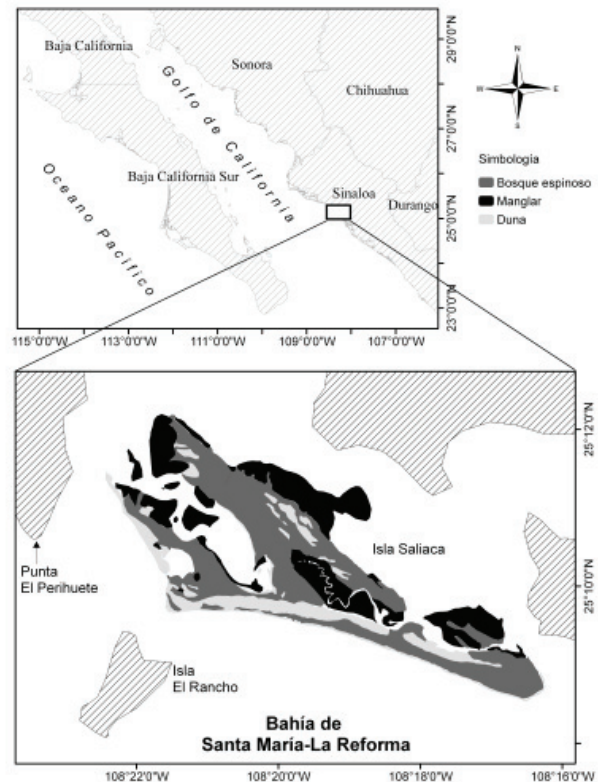 Baja California
Sonora
Chihuahua
Golfo de California
Baja California Sur
Oceano Pacífico
Sinaloa
Durango
29°0'0"N
27°0'0"N
25°0'0"N
23°0'0"N
115°0'0"W
113°0'0"W
111°0'0"W
109°0'0"W
107°0'0"W
N
W
E
S
Simbología
Bosque espinoso
Manglar
Duna
25°12'0"N
25°10'0"N
Isla Saliaca
Punta
El Perihuete
Isla
El Rancho
Bahía de
Santa María-La Reforma
108°22'0"W
108°20'0"W
108°18'0"W
108°16'0"W